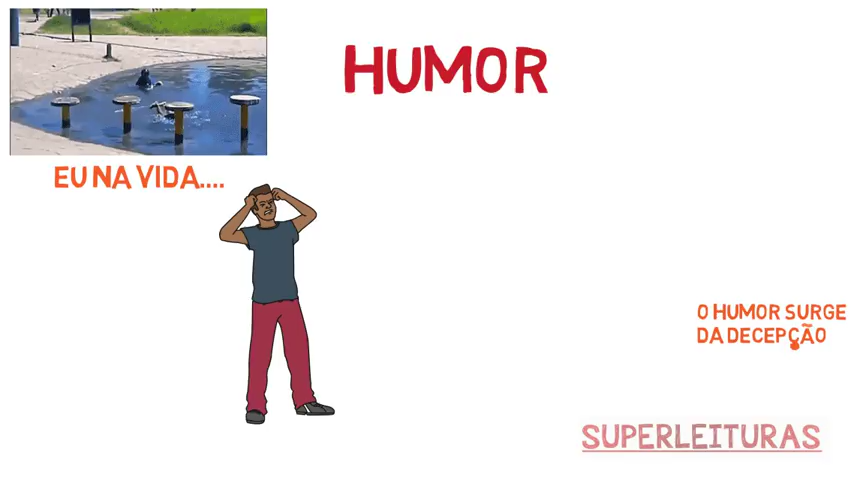 HUMOR
EU NA VIDA....
O HUMOR SURGE
DA DECEPÇÃO
SUPERLEITURAS